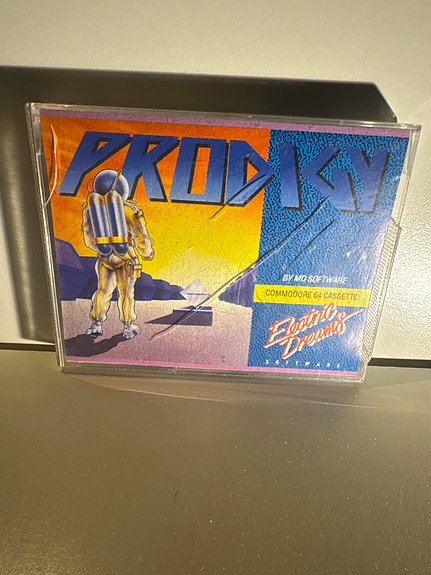 PRODIGY
BY MD SOFTWARE
COMMODORE 64 CASSETTE
Electric
Dreams
SOFTWARE